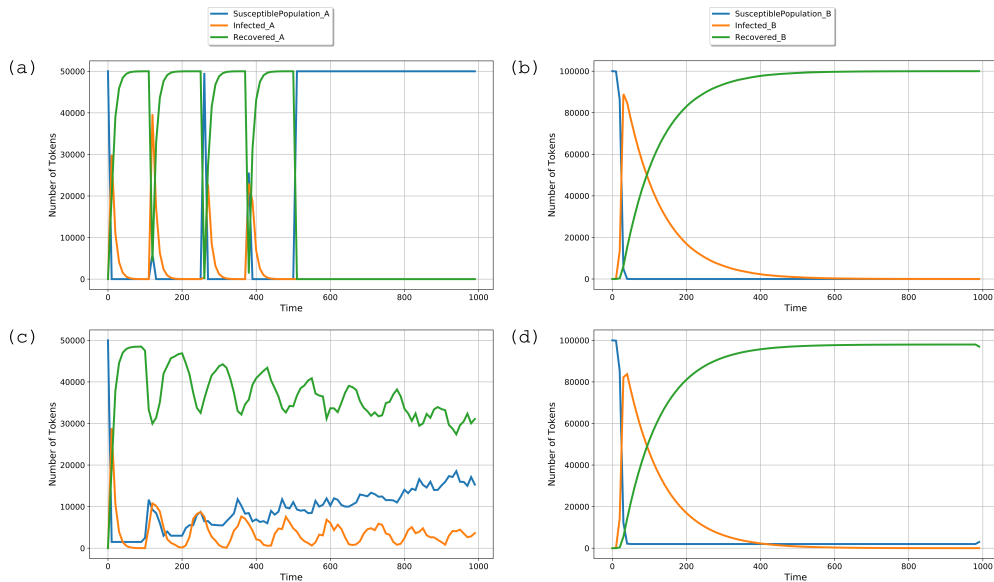 SusceptiblePopulation_A
Infected_A
Recovered_A
SusceptiblePopulation_B
Infected_B
Recovered_B
(a)
50000
40000
30000
20000
10000
0
Number of Tokens
0 200 400 600 800 1000
Time
(b)
100000
80000
60000
40000
20000
0
Number of Tokens
0 200 400 600 800 1000
Time
(c)
50000
40000
30000
20000
10000
0
Number of Tokens
0 200 400 600 800 1000
Time
(d)
100000
80000
60000
40000
20000
0
Number of Tokens
0 200 400 600 800 1000
Time